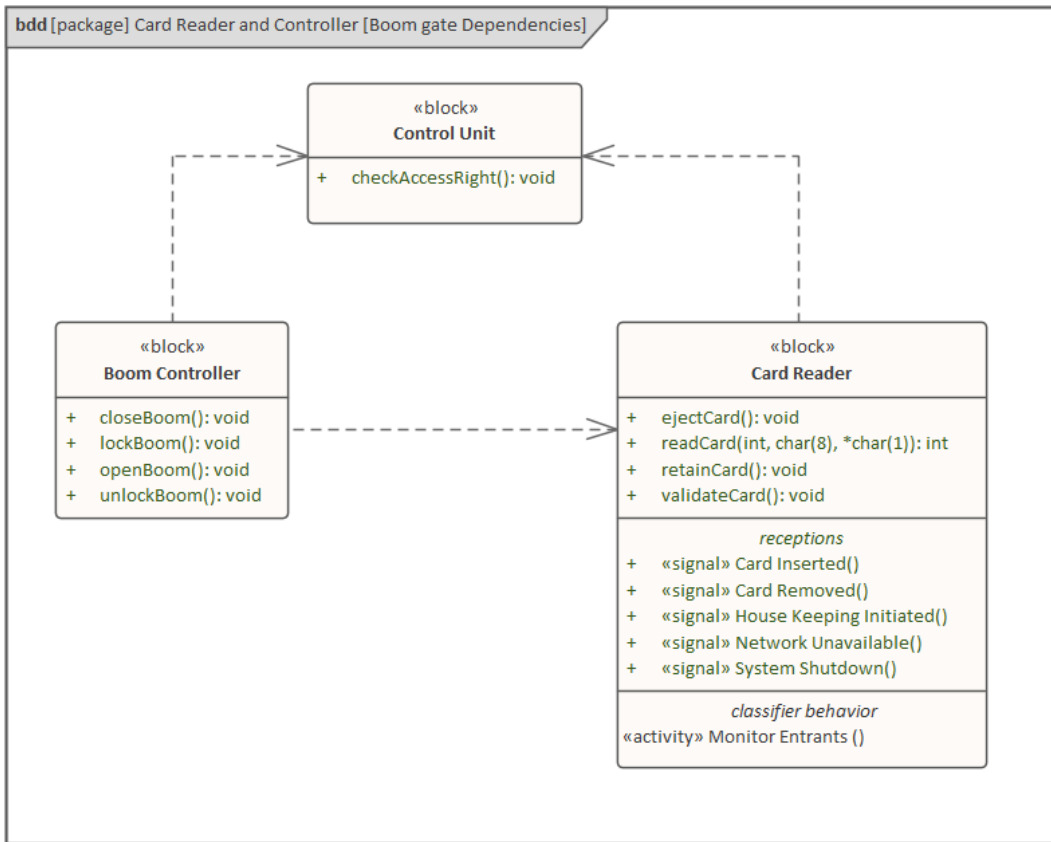 bdd [package] Card Reader and Controller [Boom gate Dependencies]
«block»
Control Unit
+ checkAccessRight(): void
«block»
Boom Controller
+ closeBoom(): void
+ lockBoom(): void
+ openBoom(): void
+ unlockBoom(): void
«block»
Card Reader
+ ejectCard(): void
+ readCard(int, char(8), *char(1)): int
+ retainCard(): void
+ validateCard(): void
receptions
+ «signal» Card Inserted()
+ «signal» Card Removed()
+ «signal» House Keeping Initiated()
+ «signal» Network Unavailable()
+ «signal» System Shutdown()
classifier behavior
«activity» Monitor Entrants ()